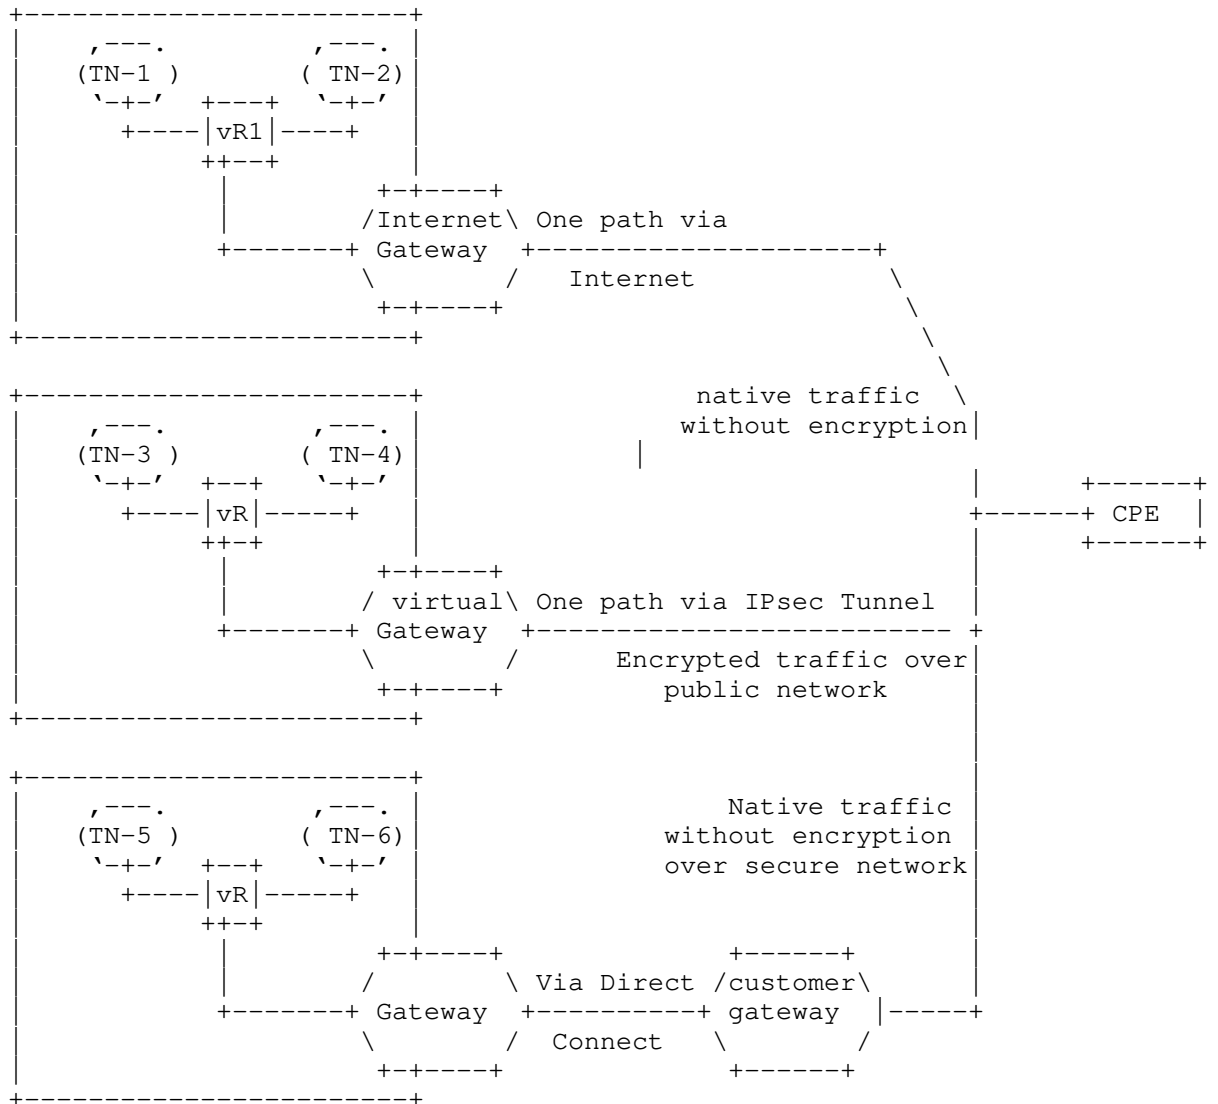 TN-1 TN-2
vR1
Internet One path via
Gateway
Internet
native traffic
without encryption
TN-3 TN-4
vR CPE
virtual One path via IPsec Tunnel
Gateway
Encrypted traffic over
public network
TN-5 TN-6
Native traffic
without encryption
over secure network
vR
Via Direct customer
Gateway gateway
Connect